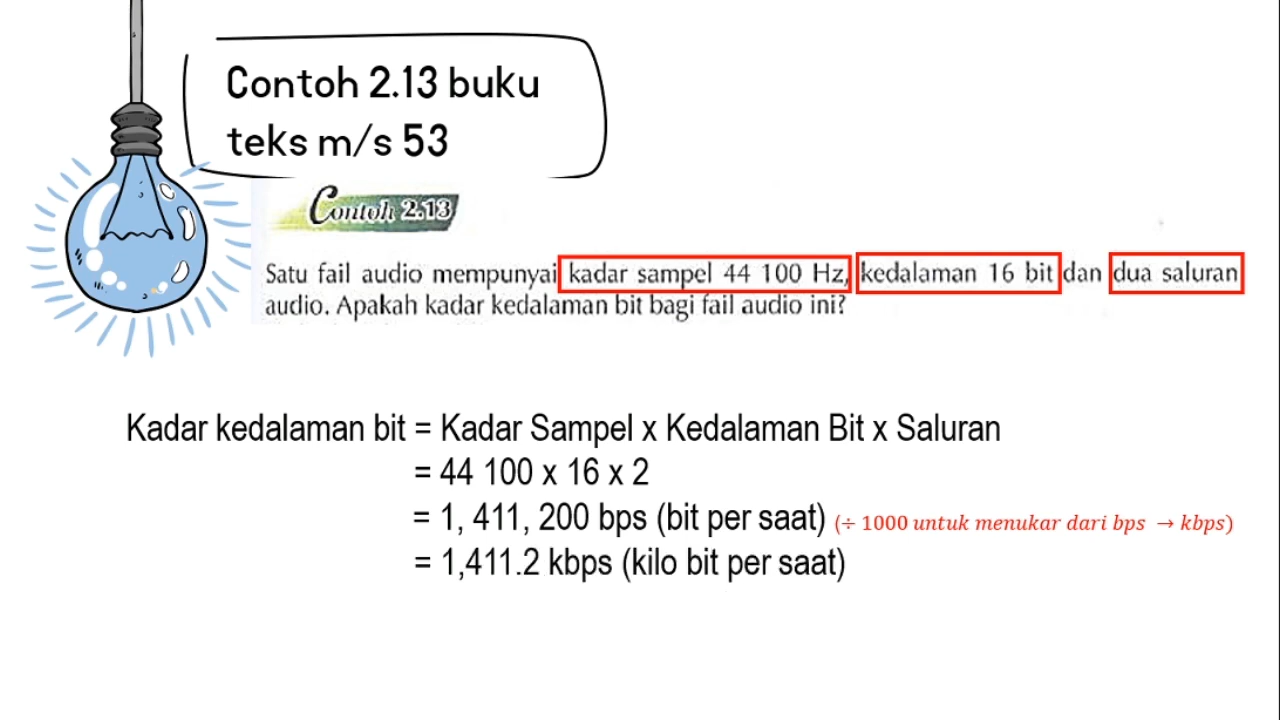 Contoh 2.13 buku
teks m/s 53
Contoh 2.13
Satu fail audio mempunyai kadar sampel 44 100 Hz, kedalaman 16 bit dan dua saluran
audio. Apakah kadar kedalaman bit bagi fail audio ini?
Kadar kedalaman bit = Kadar Sampel x Kedalaman Bit x Saluran
= 44 100 x 16 x 2
= 1, 411, 200 bps (bit per saat) (÷ 1000 untuk menukar dari bps → kbps)
= 1,411.2 kbps (kilo bit per saat)